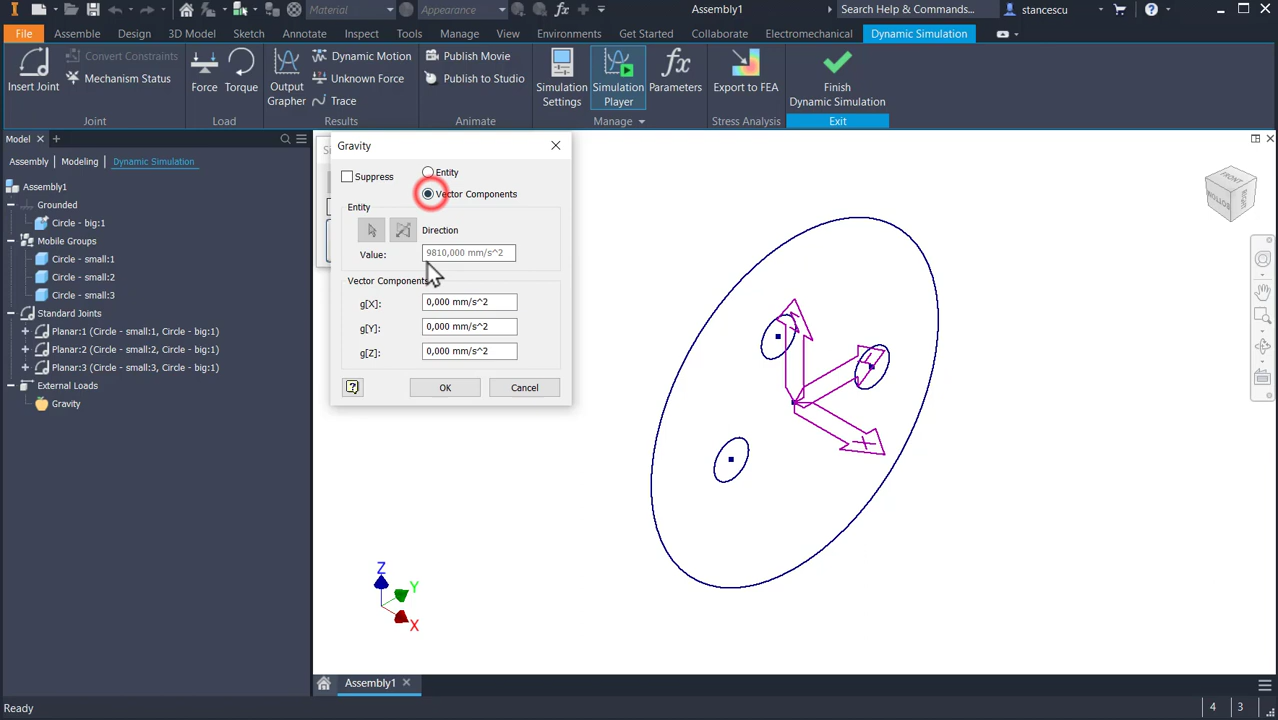 Material
Appearance
Assembly1
Search Help & Commands...
stancescu
File
Assemble
Design
3D Model
Sketch
Annotate
Inspect
Tools
Manage
View
Environments
Get Started
Collaborate
Electromechanical
Dynamic Simulation
Insert Joint
Convert Constraints
Mechanism Status
Joint
Force
Torque
Load
Output
Grapher
Dynamic Motion
Unknown Force
Trace
Results
Publish Movie
Publish to Studio
Animate
Simulation
Settings
Simulation
Player
Parameters
Manage
Export to FEA
Stress Analysis
Finish
Dynamic Simulation
Exit
Model
Assembly
Modeling
Dynamic Simulation
Assembly1
Grounded
Circle - big:1
Mobile Groups
Circle - small:1
Circle - small:2
Circle - small:3
Standard Joints
Planar:1 (Circle - small:1, Circle - big:1)
Planar:2 (Circle - small:2, Circle - big:1)
Planar:3 (Circle - small:3, Circle - big:1)
External Loads
Gravity
Gravity
Suppress
Entity
Vector Components
Entity
Direction
Value:
9810,000 mm/s^2
Vector Components
g[X]:
0,000 mm/s^2
g[Y]:
0,000 mm/s^2
g[Z]:
0,000 mm/s^2
OK
Cancel
X
Z
Y
X
Assembly1
Ready
4
3